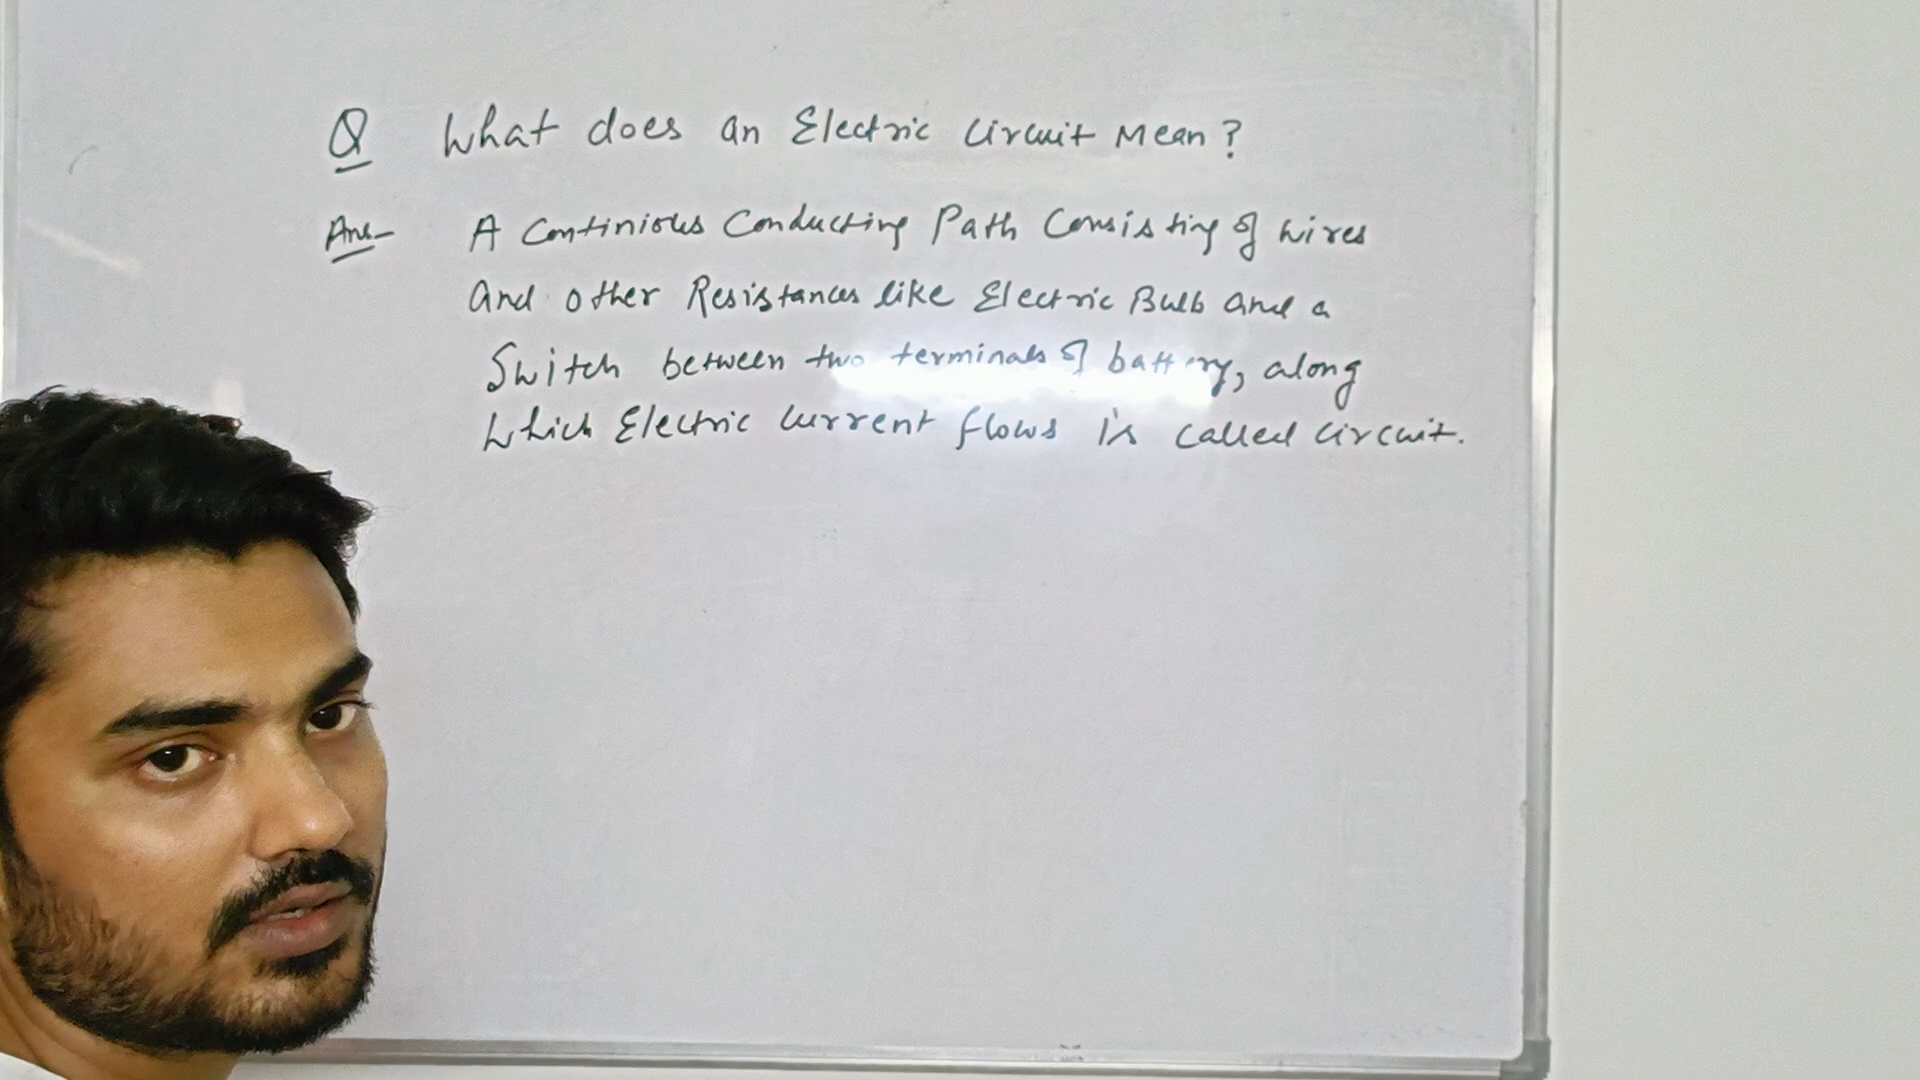 Q What does an Electric Circuit Mean?
Ans- A Continious Conducting Path Consisting of wires
and other Resistances like Electric Bulb and a
Switch between two terminals of battery, along
which Electric Current flows is called circuit.